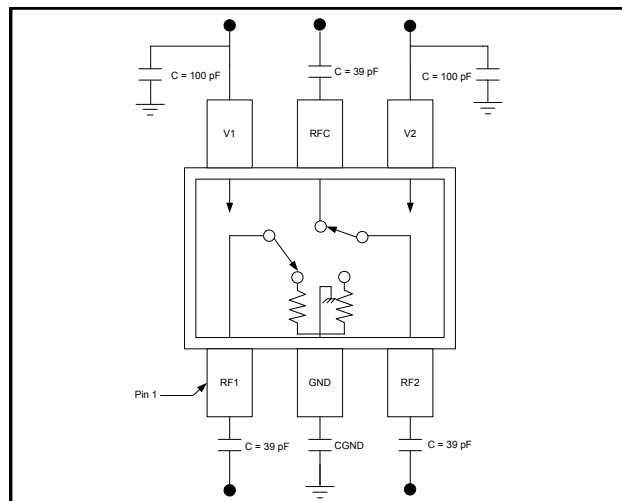 C = 100 pF
C = 39 pF
C = 100 pF
V1
RFC
V2
RF1
GND
RF2
Pin 1
C = 39 pF
CGND
C = 39 pF